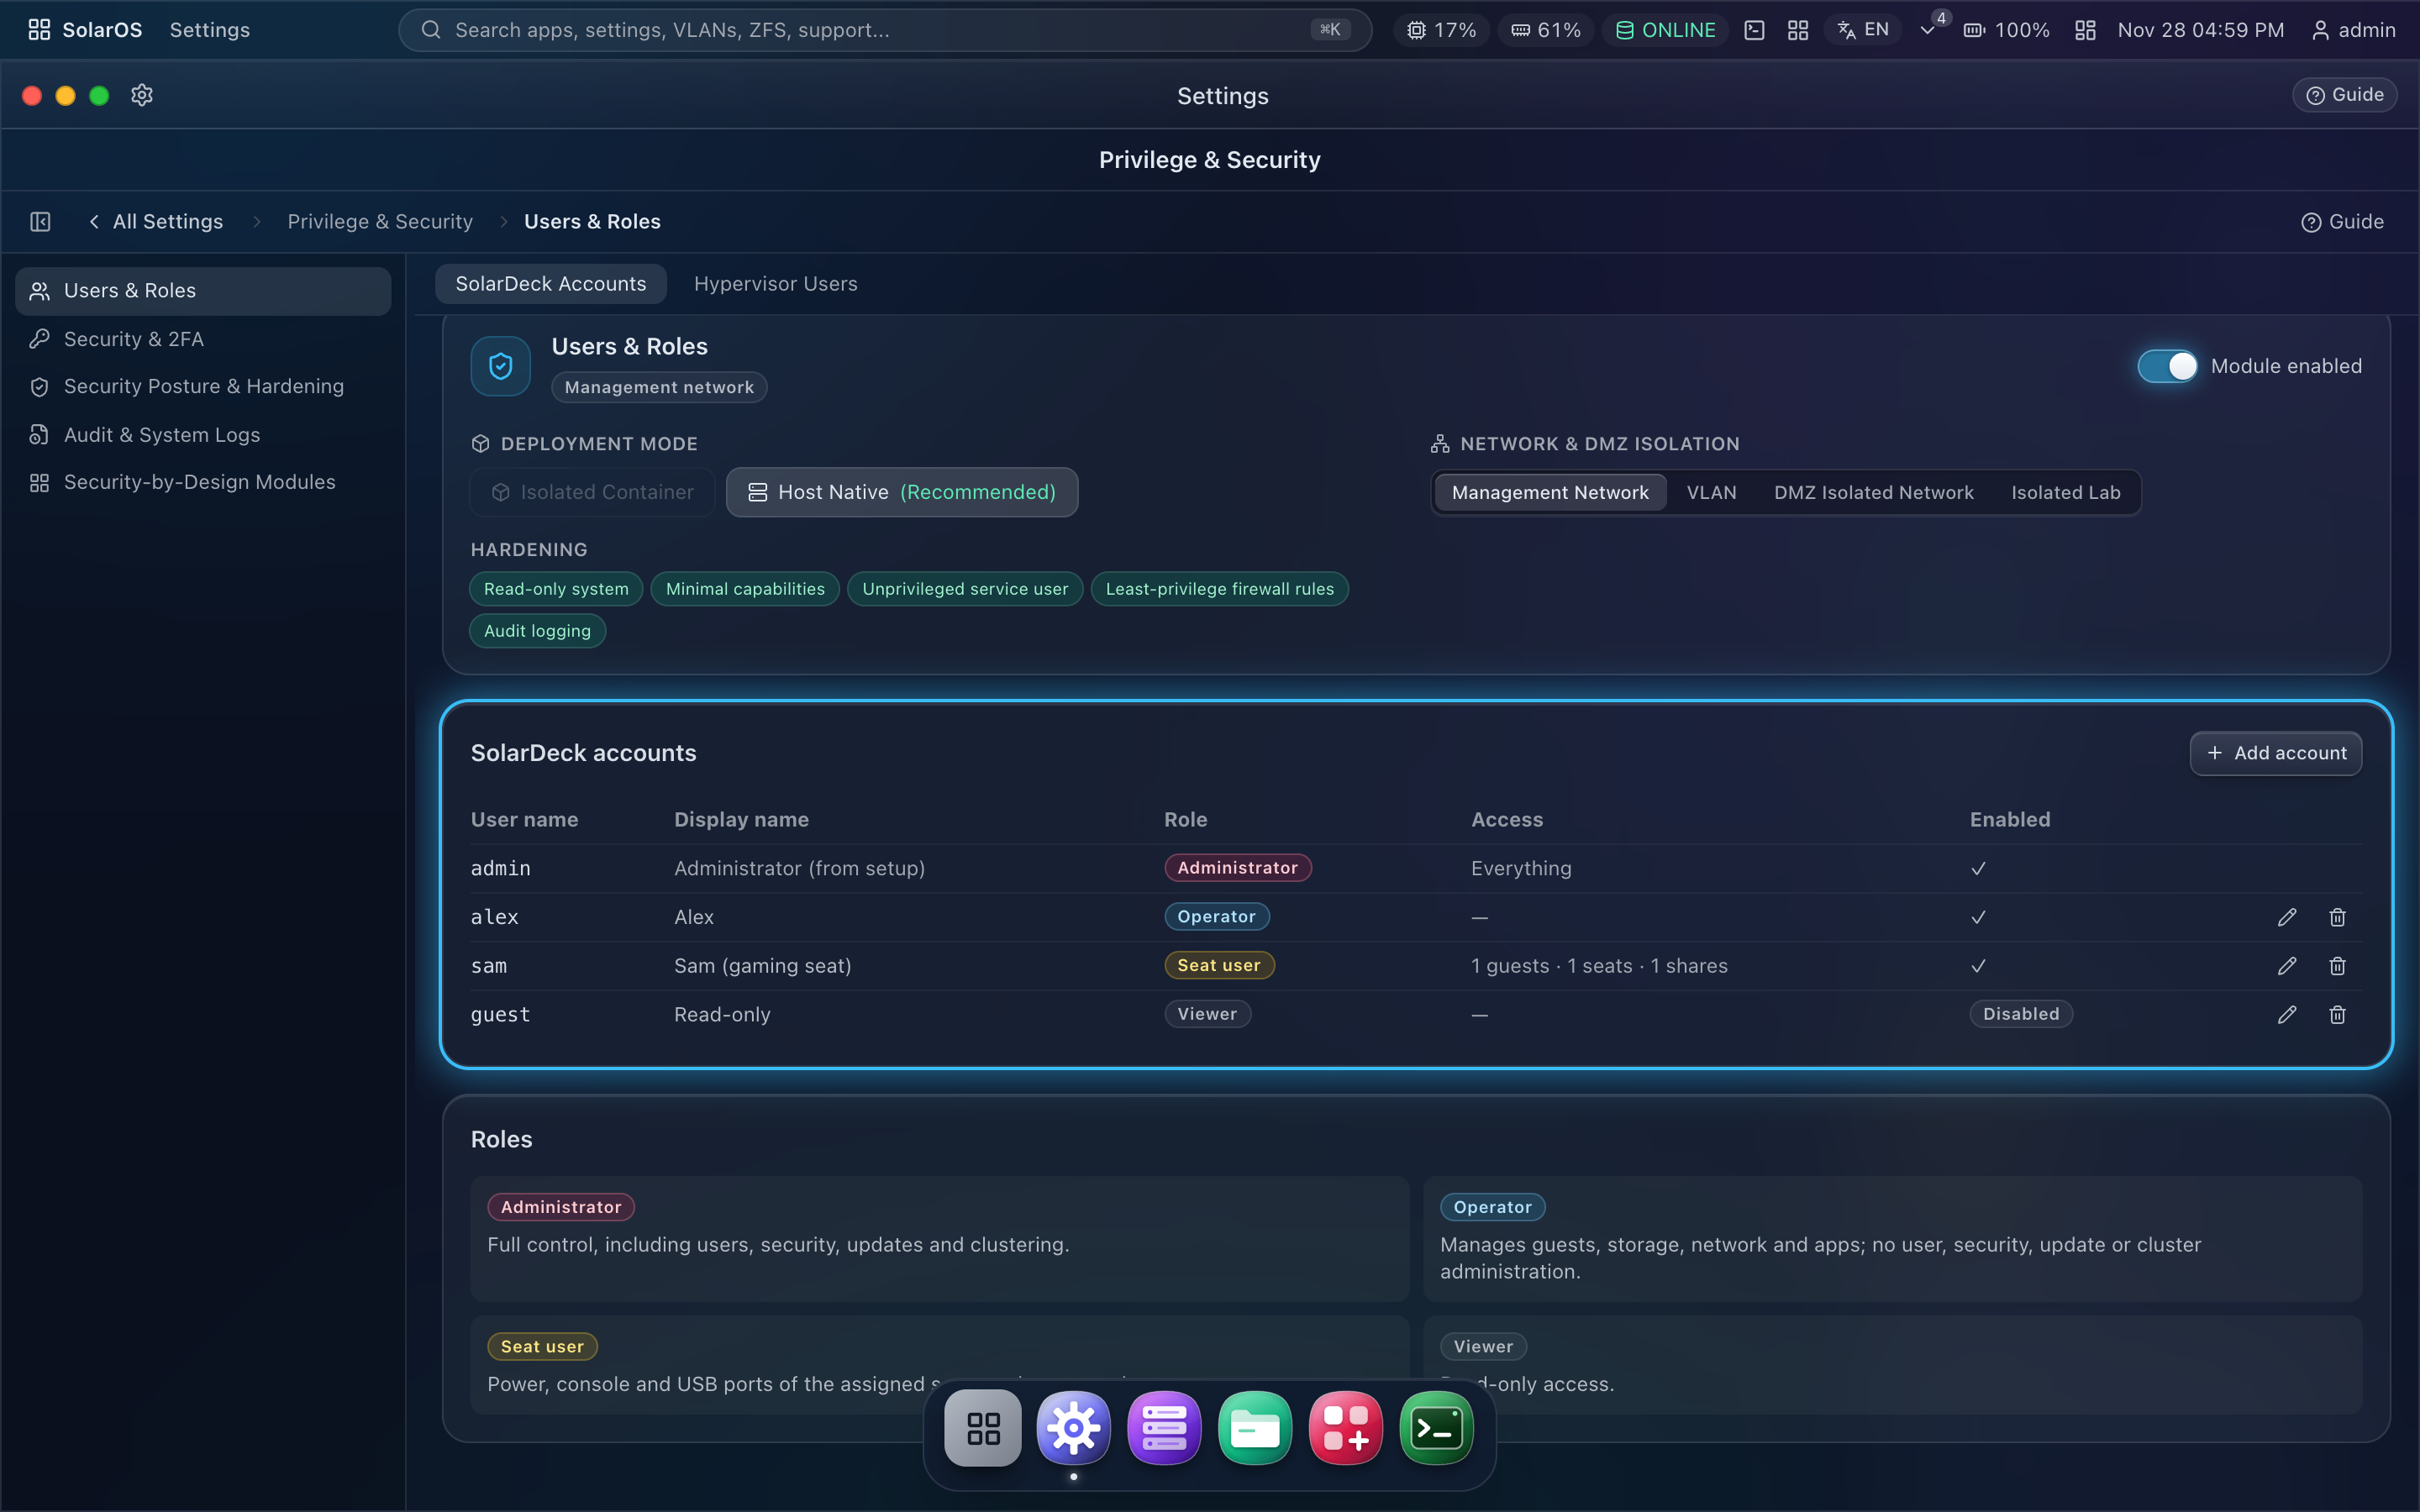 SolarOS Settings Search apps, settings, VLANs, ZFS, support... ⌘K 17% 61% ONLINE EN 4 100% Nov 28 04:59 PM admin
Settings Guide
Privilege & Security
All Settings Privilege & Security Users & Roles Guide
Users & Roles
Security & 2FA
Security Posture & Hardening
Audit & System Logs
Security-by-Design Modules
SolarDeck Accounts Hypervisor Users
Users & Roles
Management network
Module enabled
DEPLOYMENT MODE
Isolated Container Host Native (Recommended)
NETWORK & DMZ ISOLATION
Management Network VLAN DMZ Isolated Network Isolated Lab
HARDENING
Read-only system Minimal capabilities Unprivileged service user Least-privilege firewall rules
Audit logging
SolarDeck accounts + Add account
User name Display name Role Access Enabled
admin Administrator (from setup) Administrator Everything ✓
alex Alex Operator — ✓
sam Sam (gaming seat) Seat user 1 guests · 1 seats · 1 shares ✓
guest Read-only Viewer — Disabled
Roles
Administrator
Full control, including users, security, updates and clustering.
Operator
Manages guests, storage, network and apps; no user, security, update or cluster
administration.
Seat user
Power, console and USB ports of the assigned
Viewer
access.